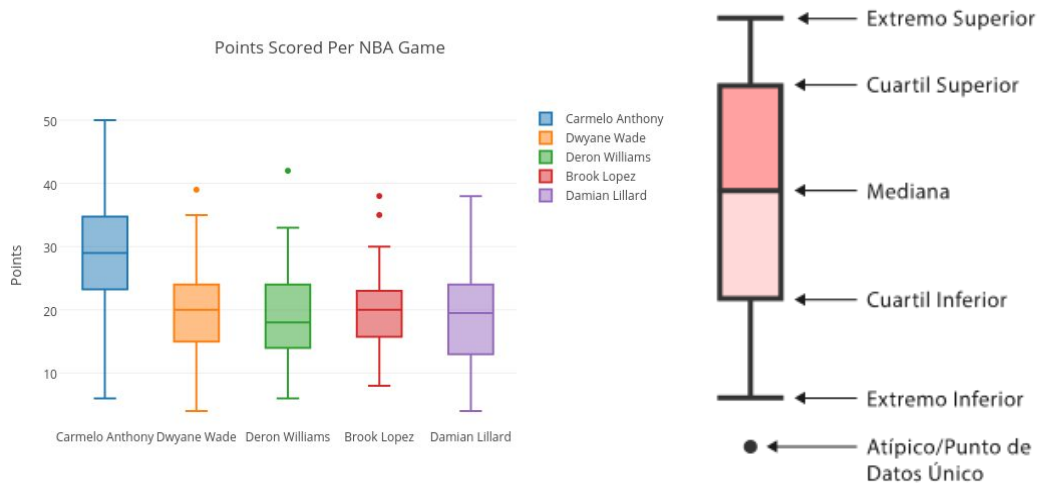 Points Scored Per NBA Game
Points
50
40
30
20
10
Carmelo Anthony
Dwyane Wade
Deron Williams
Brook Lopez
Damian Lillard
Carmelo Anthony
Dwyane Wade
Deron Williams
Brook Lopez
Damian Lillard
Extremo Superior
Cuartil Superior
Mediana
Cuartil Inferior
Extremo Inferior
Atípico/Punto de
Datos Único